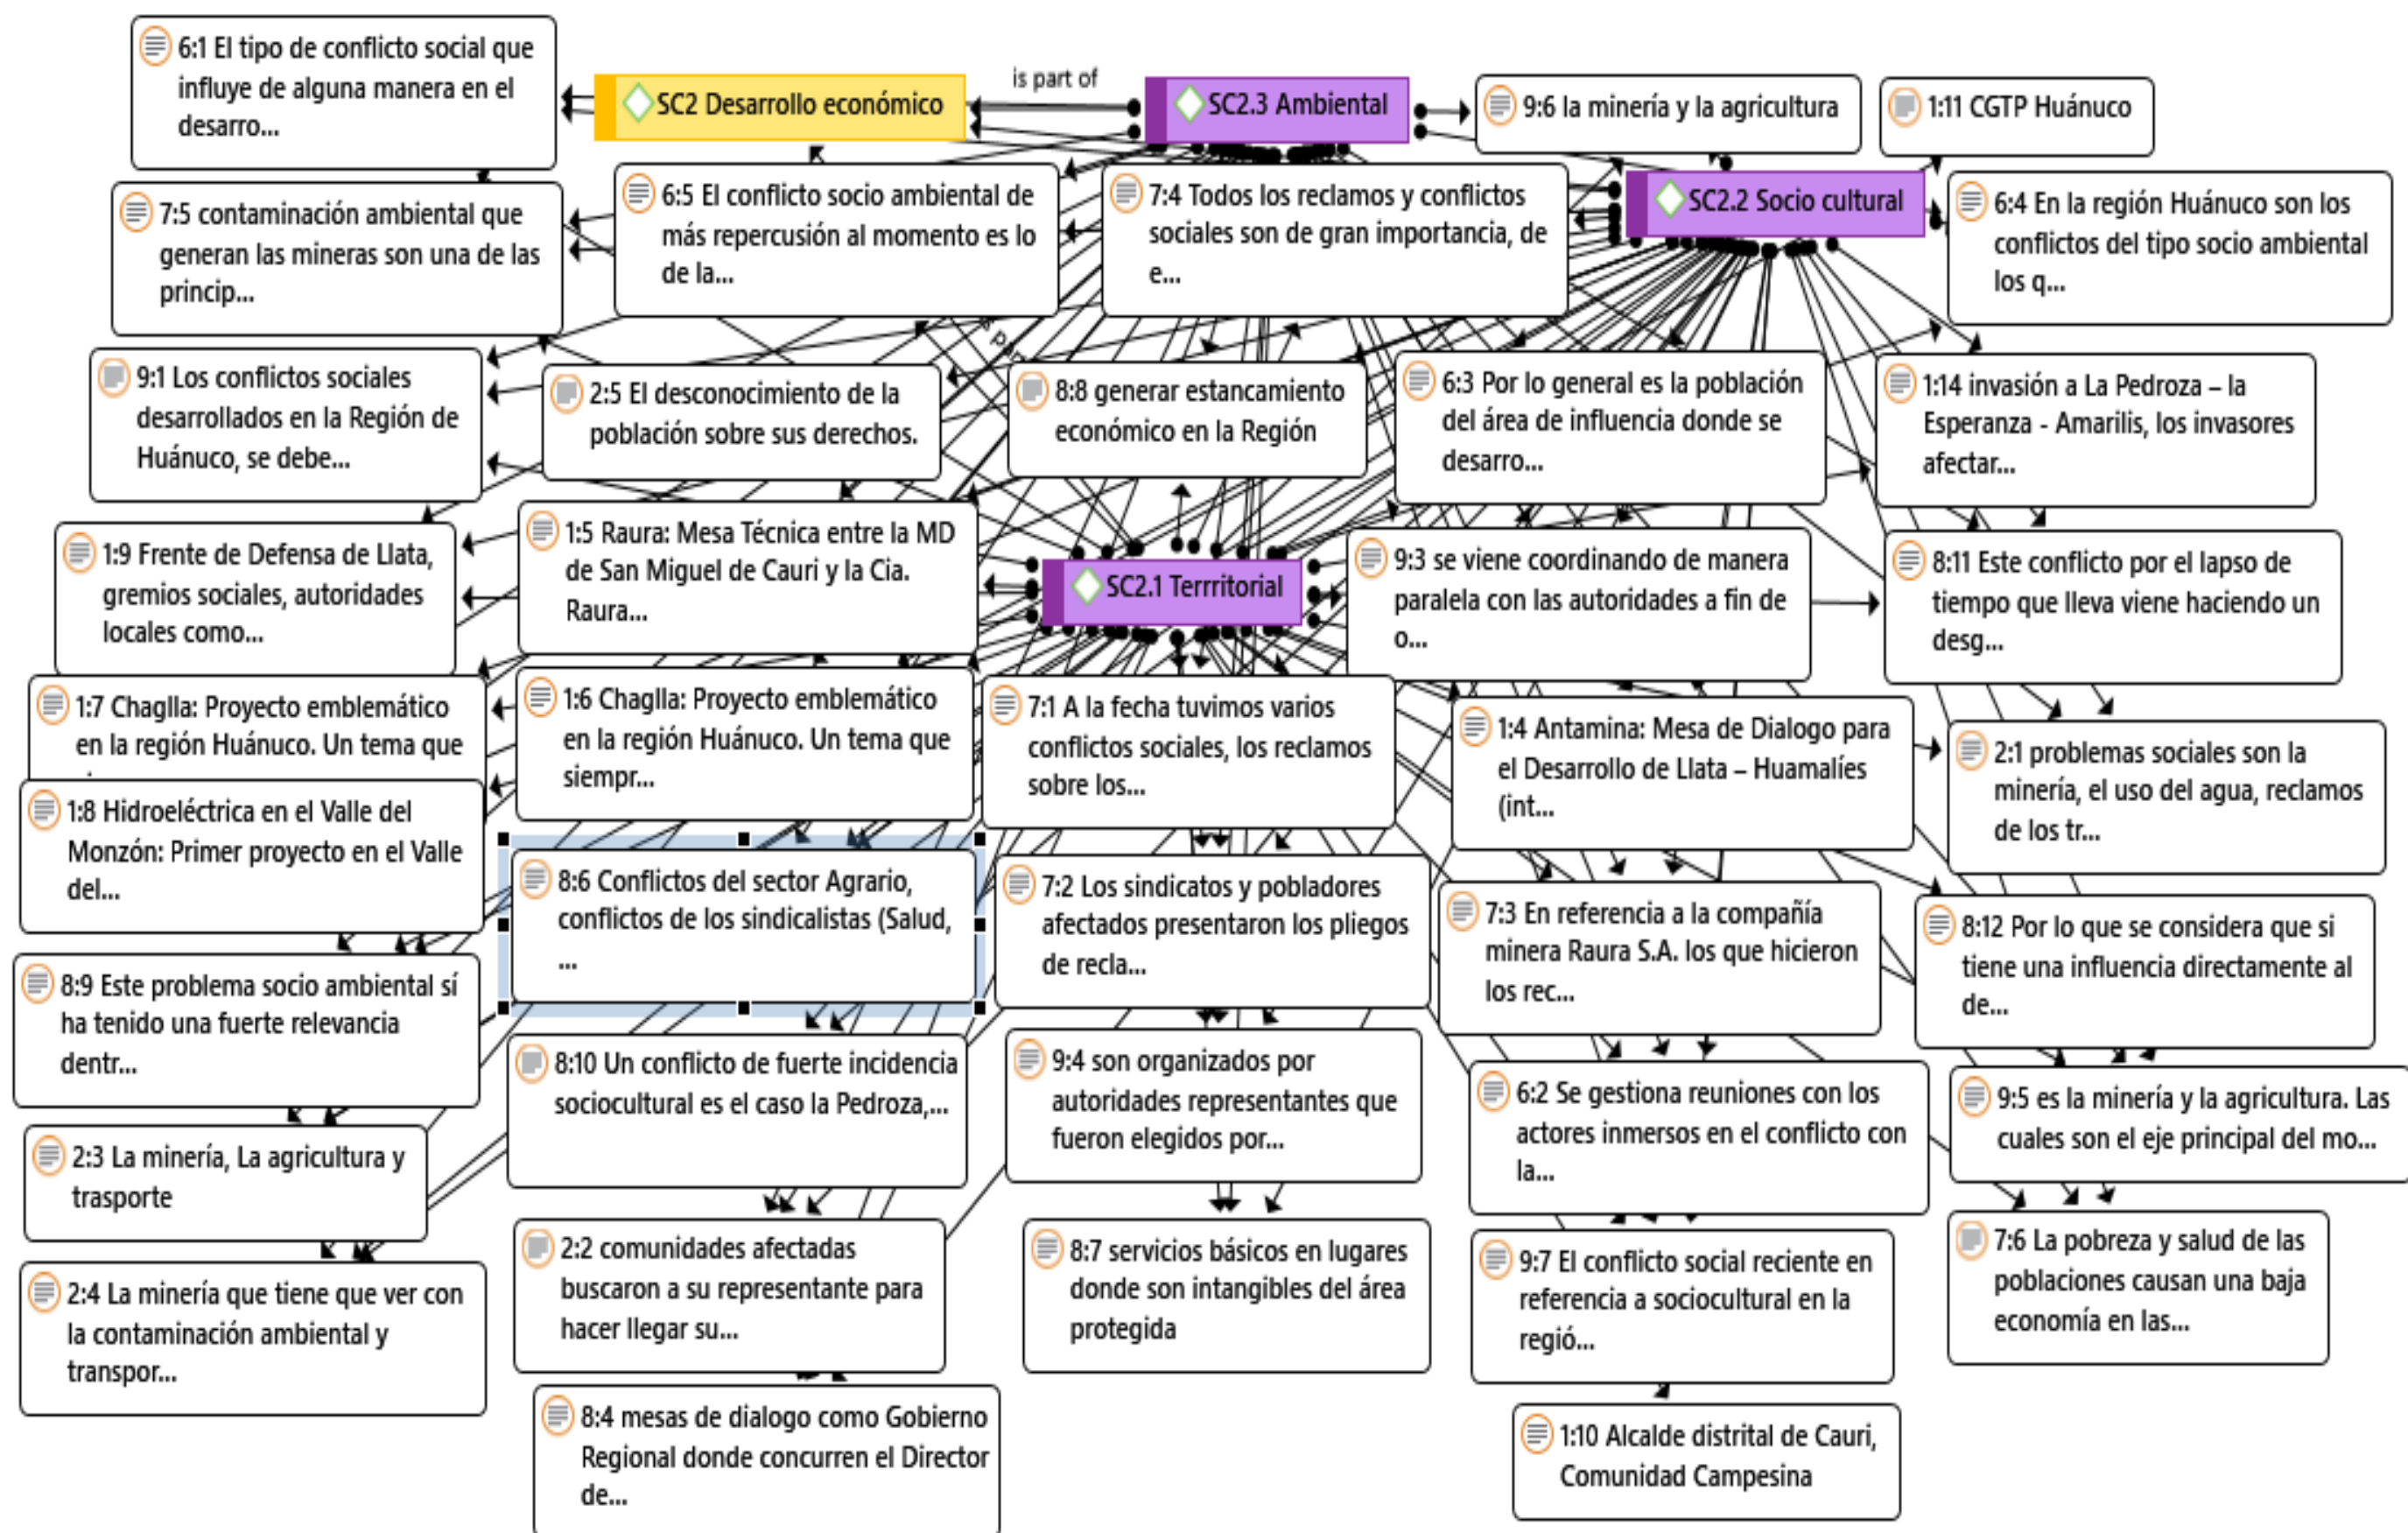 6:1 El tipo de conflicto social que
influye de alguna manera en el
desarro...
SC2 Desarrollo económico
is part of
SC2.3 Ambiental
9:6 la minería y la agricultura
1:11 CGTP Huánuco
7:5 contaminación ambiental que
generan las mineras son una de las
princip...
6:5 El conflicto socio ambiental de
más repercusión al momento es lo
de la...
7:4 Todos los reclamos y conflictos
sociales son de gran importancia, de
e...
SC2.2 Socio cultural
6:4 En la región Huánuco son los
conflictos del tipo socio ambiental
los q...
9:1 Los conflictos sociales
desarrollados en la Región de
Huánuco, se debe...
2:5 El desconocimiento de la
población sobre sus derechos.
8:8 generar estancamiento
económico en la Región
6:3 Por lo general es la población
del área de influencia donde se
desarro...
1:14 invasión a La Pedroza – la
Esperanza - Amarilis, los invasores
afectar...
1:9 Frente de Defensa de Llata,
gremios sociales, autoridades
locales como...
1:5 Raura: Mesa Técnica entre la MD
de San Miguel de Cauri y la Cia.
Raura...
SC2.1 Terrritorial
9:3 se viene coordinando de manera
paralela con las autoridades a fin de
o...
8:11 Este conflicto por el lapso de
tiempo que lleva viene haciendo un
desg...
1:7 Chaglla: Proyecto emblemático
en la región Huánuco. Un tema que
1:6 Chaglla: Proyecto emblemático
en la región Huánuco. Un tema que
siempr...
7:1 A la fecha tuvimos varios
conflictos sociales, los reclamos
sobre los...
1:4 Antamina: Mesa de Dialogo para
el Desarrollo de Llata – Huamalíes
(int...
2:1 problemas sociales son la
minería, el uso del agua, reclamos
de los tr...
1:8 Hidroeléctrica en el Valle del
Monzón: Primer proyecto en el Valle
del...
8:6 Conflictos del sector Agrario,
conflictos de los sindicalistas (Salud,
...
7:2 Los sindicatos y pobladores
afectados presentaron los pliegos
de recla...
7:3 En referencia a la compañía
minera Raura S.A. los que hicieron
los rec...
8:12 Por lo que se considera que si
tiene una influencia directamente al
de...
8:9 Este problema socio ambiental sí
ha tenido una fuerte relevancia
dentr...
8:10 Un conflicto de fuerte incidencia
sociocultural es el caso la Pedroza,...
9:4 son organizados por
autoridades representantes que
fueron elegidos por...
6:2 Se gestiona reuniones con los
actores inmersos en el conflicto con
la...
9:5 es la minería y la agricultura. Las
cuales son el eje principal del mo...
2:3 La minería, La agricultura y
trasporte
2:2 comunidades afectadas
buscaron a su representante para
hacer llegar su...
8:7 servicios básicos en lugares
donde son intangibles del área
protegida
9:7 El conflicto social reciente en
referencia a sociocultural en la
regió...
7:6 La pobreza y salud de las
poblaciones causan una baja
economía en las...
2:4 La minería que tiene que ver con
la contaminación ambiental y
transpor...
8:4 mesas de dialogo como Gobierno
Regional donde concurren el Director
de...
1:10 Alcalde distrital de Cauri,
Comunidad Campesina